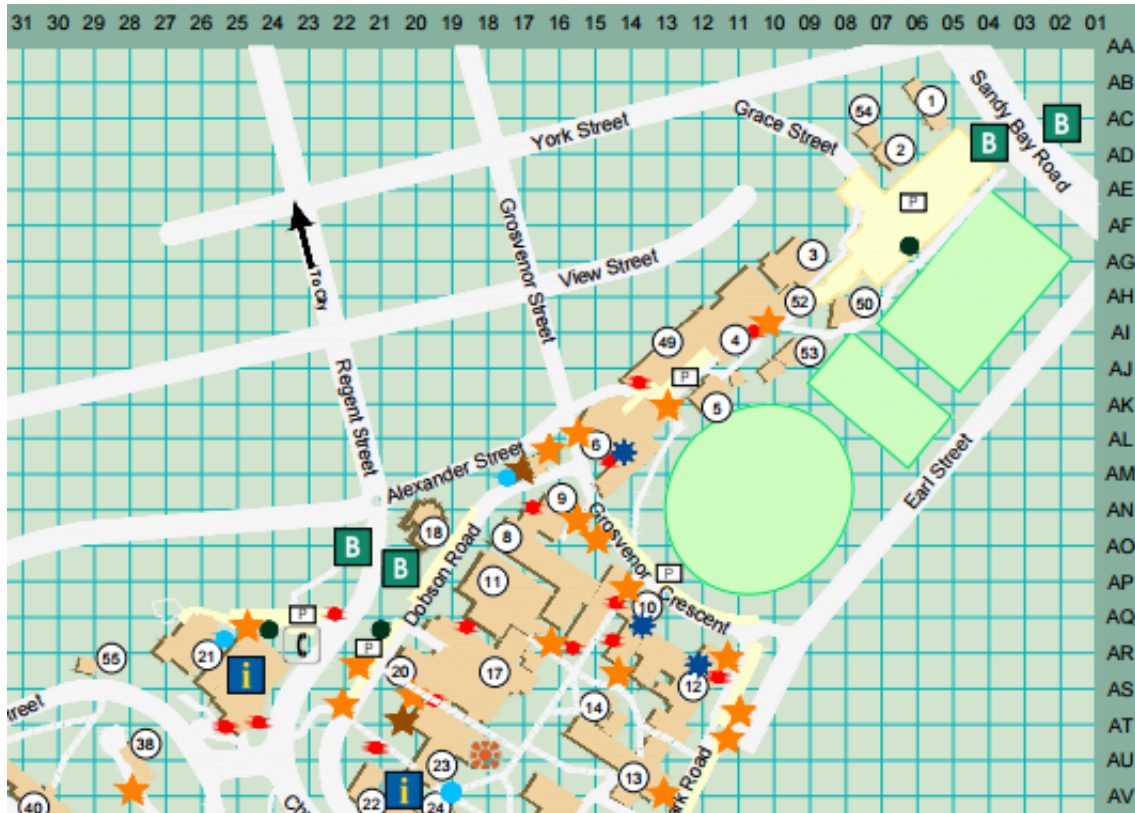 31 30 29 28 27 26 25 24 23 22 21 20 19 18 17 16 15 14 13 12 11 10 09 08 07 06 05 04 03 02 01
AA
AB
1
Sandy Bay Road
54
AC
B
B
Grace Street
York Street
2
AD
AE
P
AF
Grosvenor Street
3
AG
View Street
To City
52
50
AH
4
AI
49
53
AJ
P
Regent Street
5
AK
6
AL
Alexander Street
Earl Street
AM
9
Grosvenor Crescent
AN
18
8
B
AO
Dobson Road
B
11
P
AP
P
10
AQ
P
21
55
20
17
12
AR
i
14
AS
treet
AT
38
23
13
AU
i
22
24
40
ark Road
AV
Ch